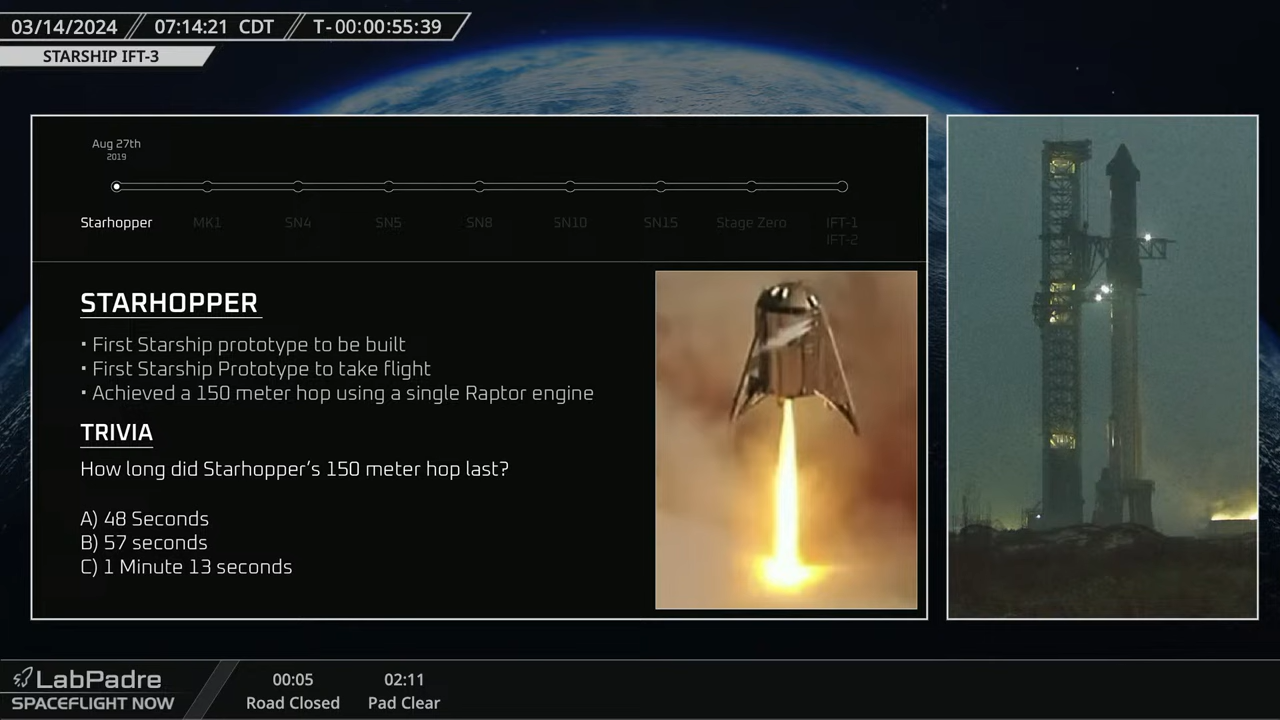 03/14/2024 07:14:21 CDT T-00:00:55:39
STARSHIP IFT-3
Aug 27th
2019
Starhopper MK1 SN4 SN5 SN8 SN10 SN15 Stage Zero IFT-1
IFT-2
STARHOPPER
• First Starship prototype to be built
• First Starship Prototype to take flight
• Achieved a 150 meter hop using a single Raptor engine
TRIVIA
How long did Starhopper's 150 meter hop last?
A) 48 Seconds
B) 57 seconds
C) 1 Minute 13 seconds
LabPadre
SPACEFLIGHT NOW
00:05 02:11
Road Closed Pad Clear